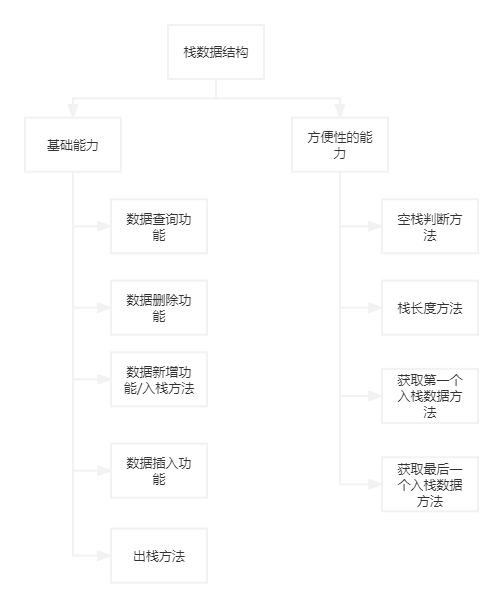 栈数据结构
基础能力
数据查询功
能
数据删除功
能
数据新增功
能/入栈方法
数据插入功
能
出栈方法
方便性的能
力
空栈判断方
法
栈长度方法
获取第一个
入栈数据方
法
获取最后一
个入栈数据
方法